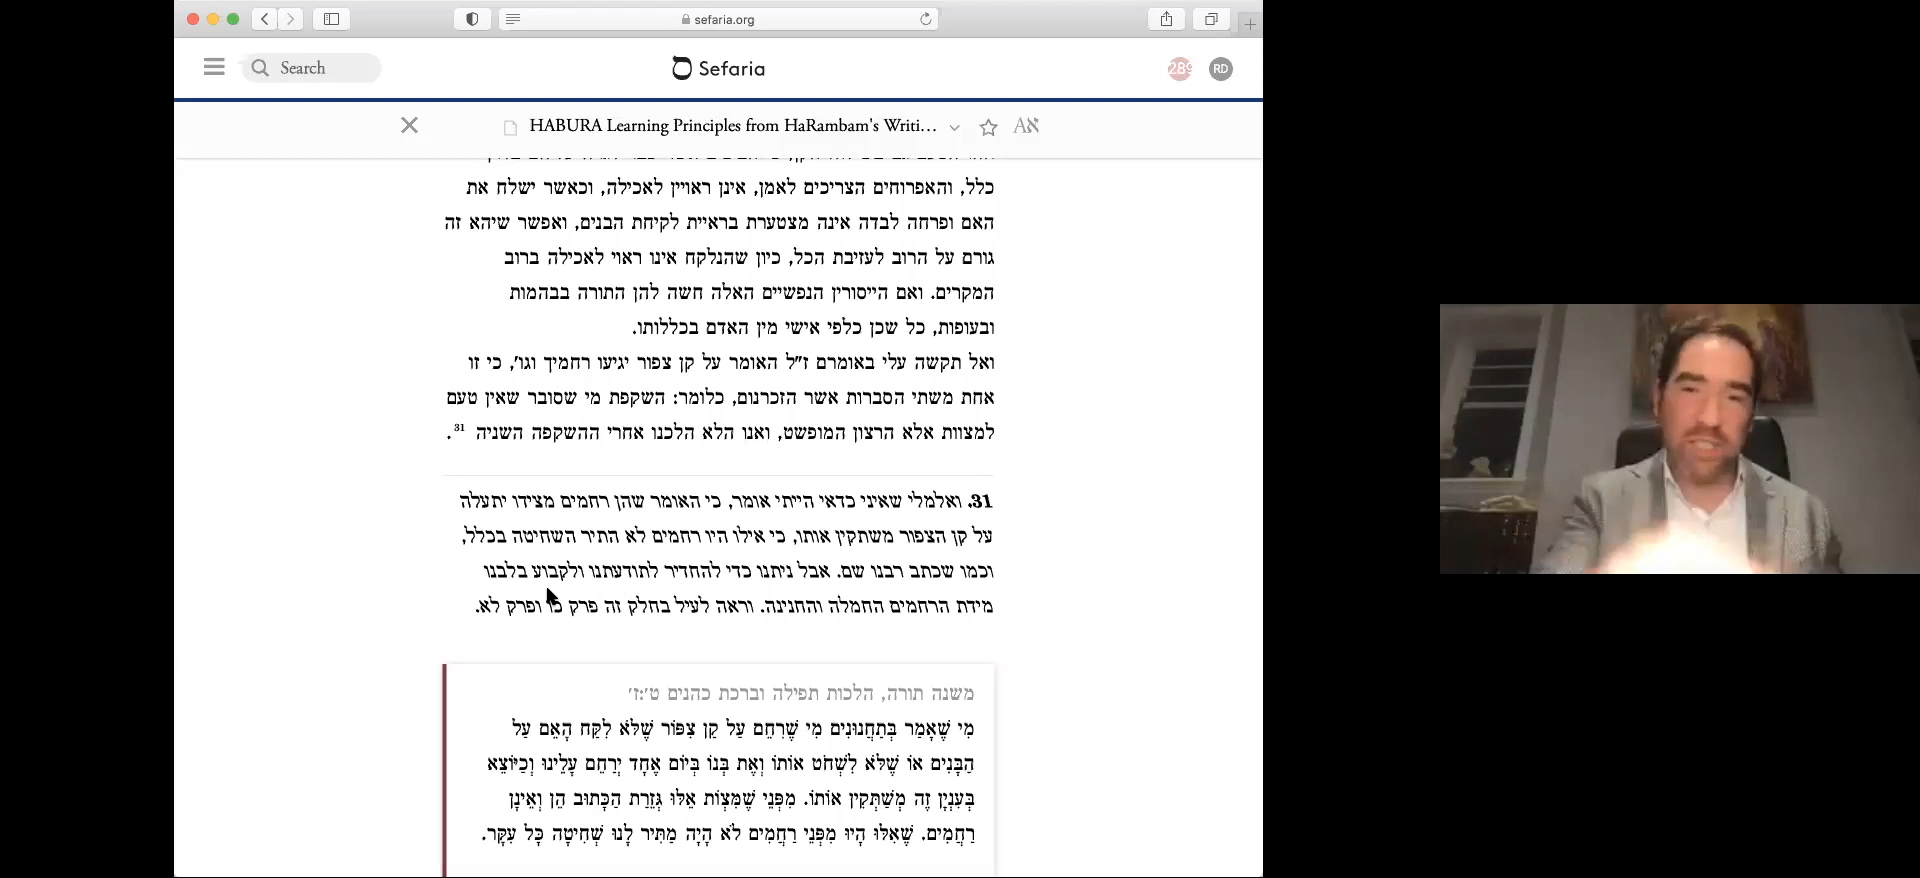 sefaria.org
Search
Sefaria
289
RD
HABURA Learning Principles from HaRambam's Writi...
Aא
כלל, והאפרוחים הצריכים לאמן, אינן ראויין לאכילה, וכאשר ישלח את
האם ופרחה לבדה אינה מצטערת בראיית לקיחת הבנים, ואפשר שיהא זה
גורם על הרוב לעזיבת הכל, כיון שהנלקח אינו ראוי לאכילה ברוב
המקרים. ואם הייסורין הנפשיים האלה חשה להן התורה בבהמות
ובעופות, כל שכן כלפי אישי מין האדם בכללותו.
ואל תקשה עלי באומרם ז"ל האומר על קן צפור יגיעו רחמיך וגו', כי זו
אחת משתי הסברות אשר הזכרנום, כלומר: השקפת מי שסובר שאין טעם
למצוות אלא הרצון המופשט, ואנו הלא הלכנו אחרי ההשקפה השניה 31.
31. ואלמלי שאיני כדאי הייתי אומר, כי האומר שהן רחמים מצידו יתעלה
על קן הצפור משתקין אותו, כי אילו היו רחמים לא התיר השחיטה בכלל,
וכמו שכתב רבנו שם. אבל ניתנו כדי להחדיר לתודעתנו ולקבוע בלבנו
מידת הרחמים החמלה והחנינה. וראה לעיל בחלק זה פרק ופרק לא.
משנה תורה, הלכות תפילה וברכת כהנים ט׳:ז׳
מִי שֶׁאָמַר בְּתַחֲנוּנִים מִי שֶׁרִחֵם עַל קַן צִפּוֹר שֶׁלֹּא לִקַּח הָאֵם עַל
הַבָּנִים אוֹ שֶׁלֹּא לִשְׁחֹט אוֹתוֹ וְאֶת בְּנוֹ בְּיוֹם אֶחָד יְרַחֵם עָלֵינוּ וְכַיּוֹצֵא
בְּעִנְיָן זֶה מְשַׁתְּקִין אוֹתוֹ. מִפְּנֵי שֶׁמִּצְוֹת אֵלּוּ גְּזֵרַת הַכָּתוּב הֵן וְאֵינָן
רַחֲמִים. שֶׁאִלּוּ הָיוּ מִפְּנֵי רַחֲמִים לֹא הָיָה מַתִּיר לָנוּ שְׁחִיטָה כָּל עִקָּר.